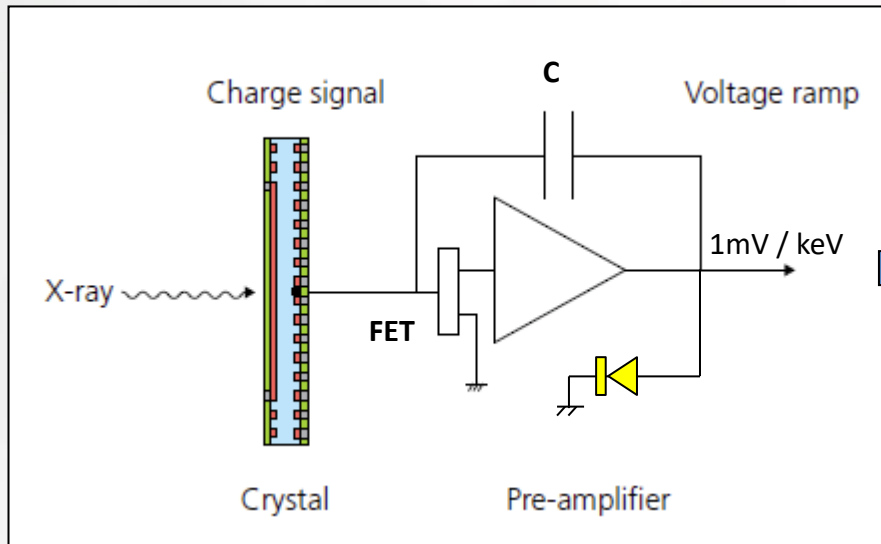 C
Charge signal
Voltage ramp
1mV / keV
X-ray
FET
Crystal
Pre-amplifier